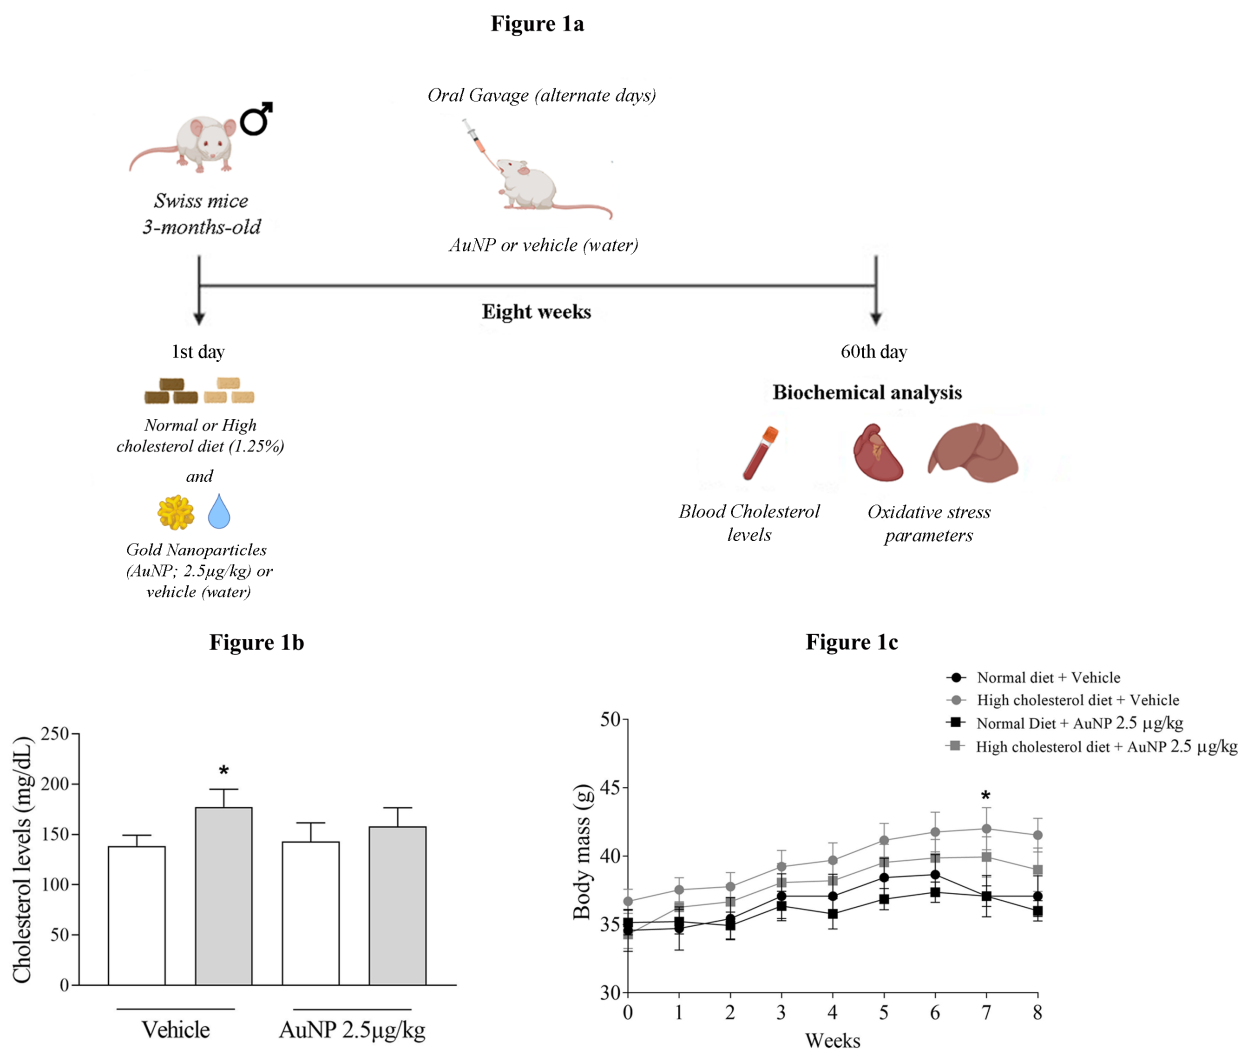 Figure 1a
Oral Gavage (alternate days)
Swiss mice
3-months-old
AuNP or vehicle (water)
Eight weeks
1st day
60th day
Biochemical analysis
Normal or High
cholesterol diet (1.25%)
and
Gold Nanoparticles
(AuNP; 2.5µg/kg) or
vehicle (water)
Blood Cholesterol
levels
Oxidative stress
parameters
Figure 1b
Cholesterol levels (mg/dL)
250
200
150
100
50
0
*
Vehicle
AuNP 2.5µg/kg
Figure 1c
Normal diet + Vehicle
High cholesterol diet + Vehicle
Normal Diet + AuNP 2.5 µg/kg
High cholesterol diet + AuNP 2.5 µg/kg
Body mass (g)
50
45
40
35
30
*
0 1 2 3 4 5 6 7 8
Weeks